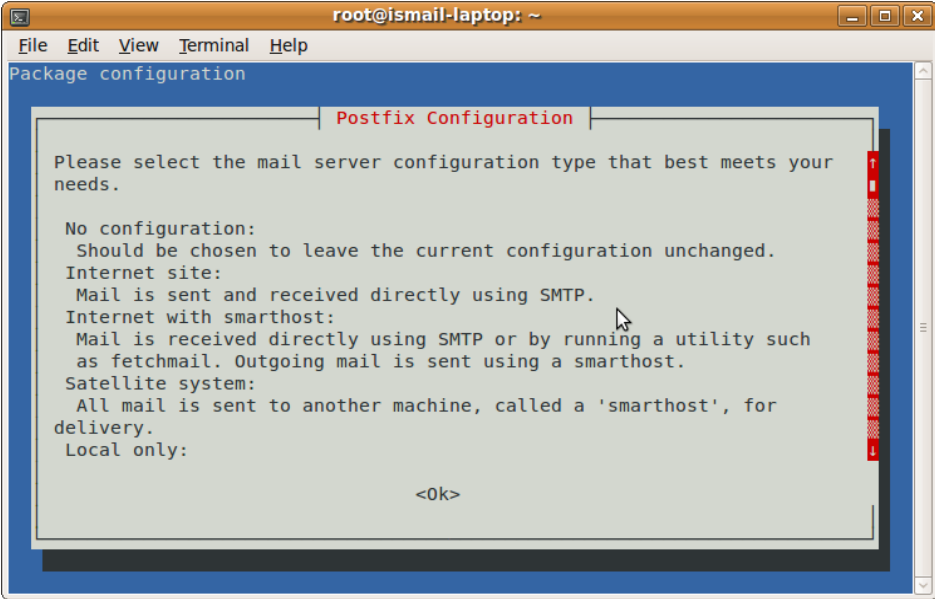 root@ismail-laptop: ~
File Edit View Terminal Help
Package configuration
Postfix Configuration
Please select the mail server configuration type that best meets your
needs.
No configuration:
Should be chosen to leave the current configuration unchanged.
Internet site:
Mail is sent and received directly using SMTP.
Internet with smarthost:
Mail is received directly using SMTP or by running a utility such
as fetchmail. Outgoing mail is sent using a smarthost.
Satellite system:
All mail is sent to another machine, called a 'smarthost', for
delivery.
Local only:
<Ok>